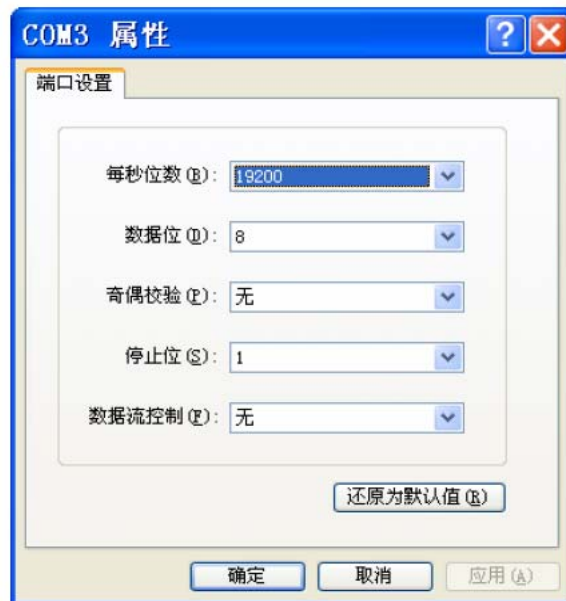 COM3 属性
端口设置
每秒位数(B): 19200
数据位(D): 8
奇偶校验(P): 无
停止位(S): 1
数据流控制(F): 无
还原为默认值(R)
确定 取消 应用(A)